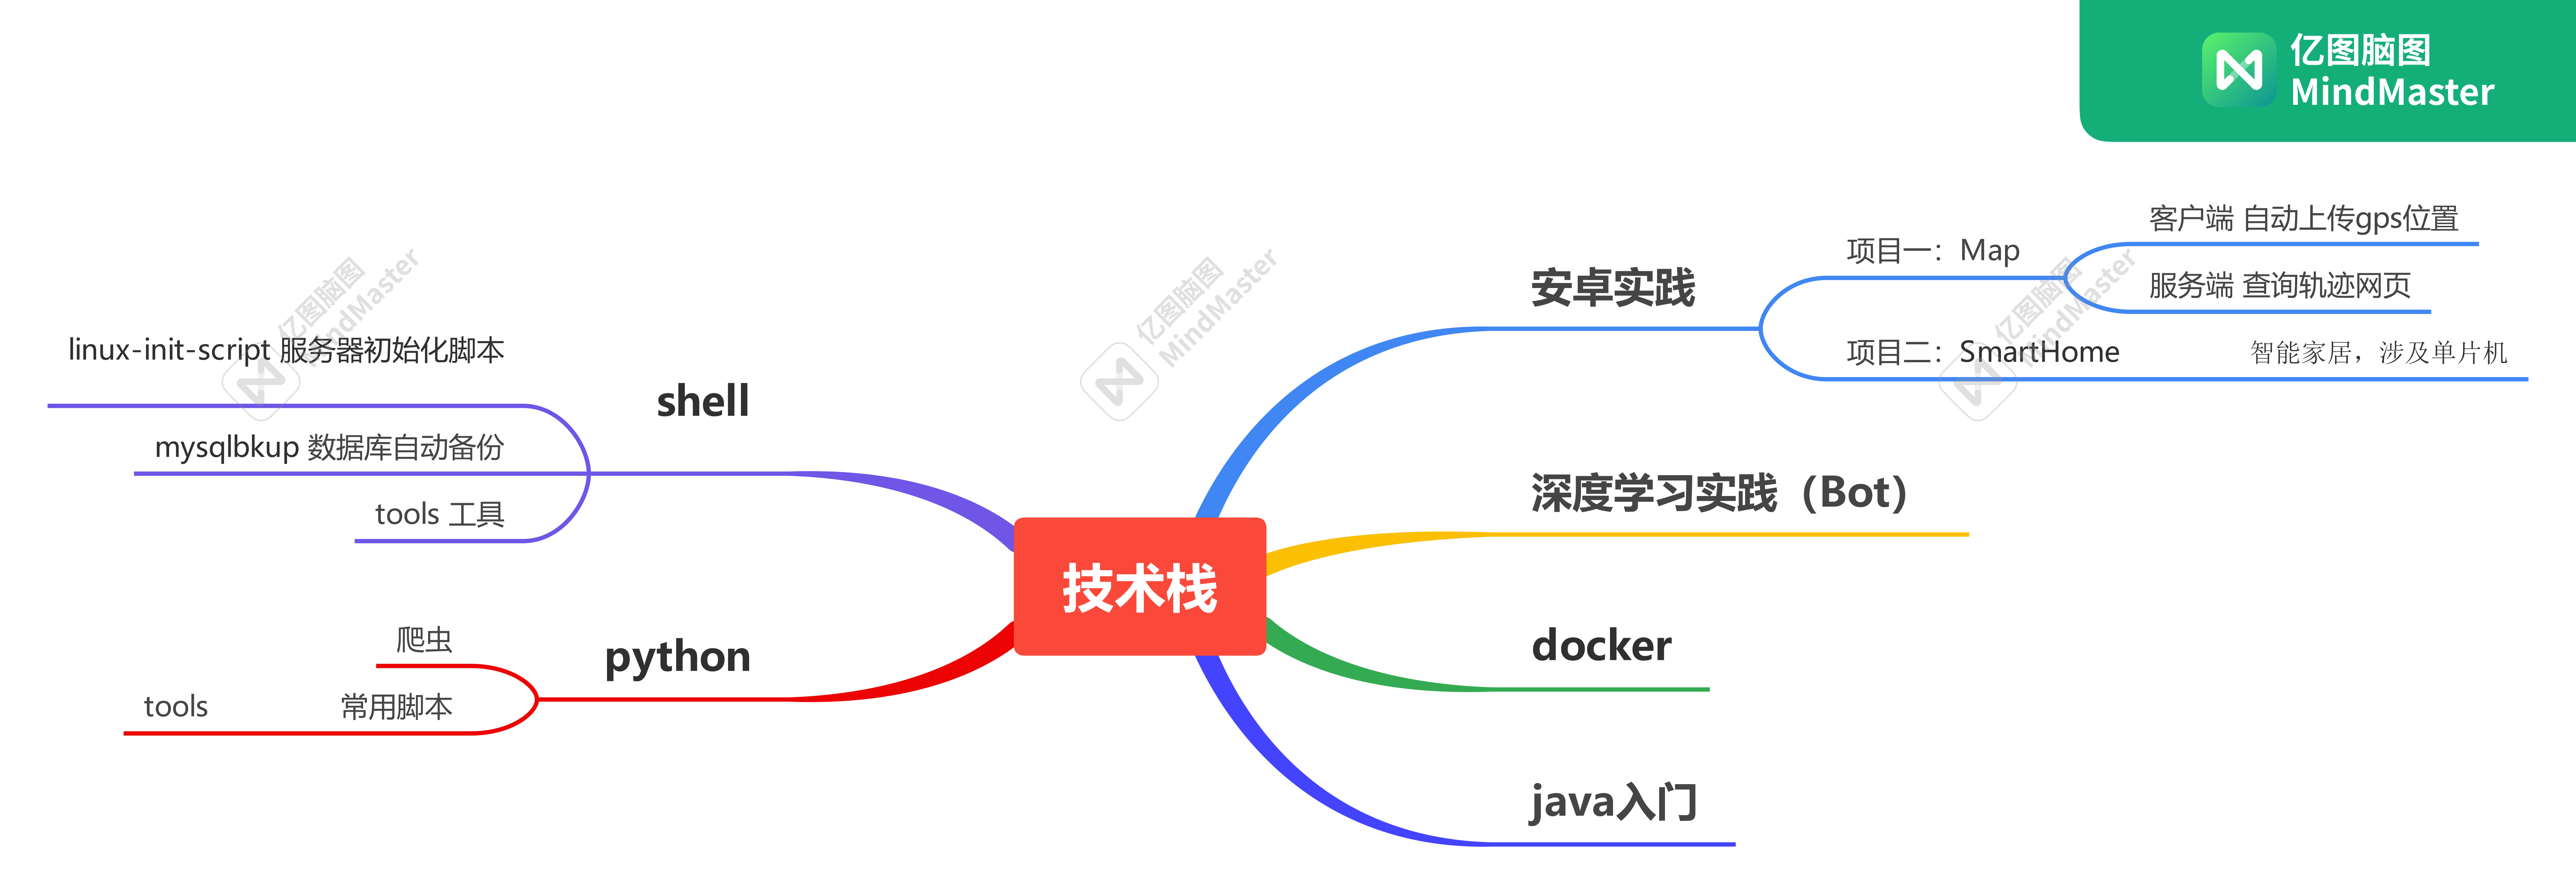 亿图脑图
MindMaster
技术栈
安卓实践
项目一：Map
客户端 自动上传gps位置
服务端 查询轨迹网页
项目二：SmartHome 智能家居，涉及单片机
深度学习实践（Bot）
docker
java入门
shell
linux-init-script 服务器初始化脚本
mysqlbkup 数据库自动备份
tools 工具
python
爬虫
tools 常用脚本
亿图脑图
MindMaster
亿图脑图
MindMaster
亿图脑图
MindMaster